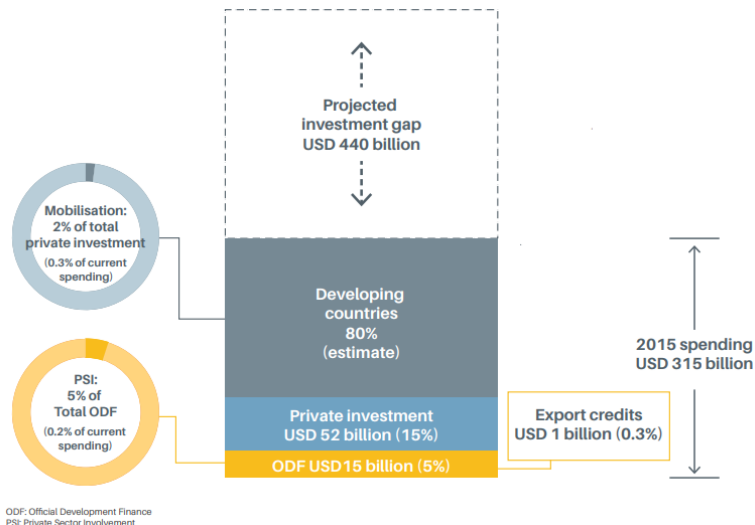 Projected
investment gap
USD 440 billion
Mobilisation:
2% of total
private investment
(0.3% of current
spending)
Developing
countries
80%
(estimate)
2015 spending
USD 315 billion
PSI:
5% of
Total ODF
(0.2% of current
spending)
Private investment
USD 52 billion (15%)
Export credits
USD 1 billion (0.3%)
ODF USD15 billion (5%)
ODF: Official Development Finance
PSI: Private Sector Involvement